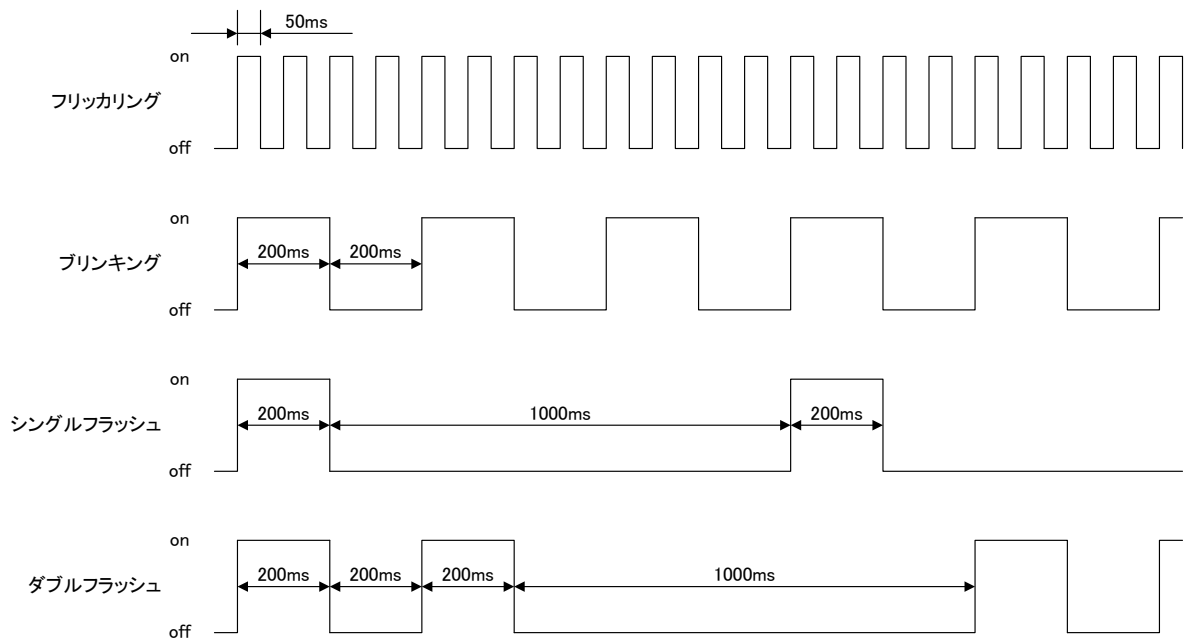 50ms
on
フリッカリング
off
on
200ms 200ms
ブリンキング
off
on
200ms 1000ms 200ms
シングルフラッシュ
off
on
200ms 200ms 200ms 1000ms
ダブルフラッシュ
off